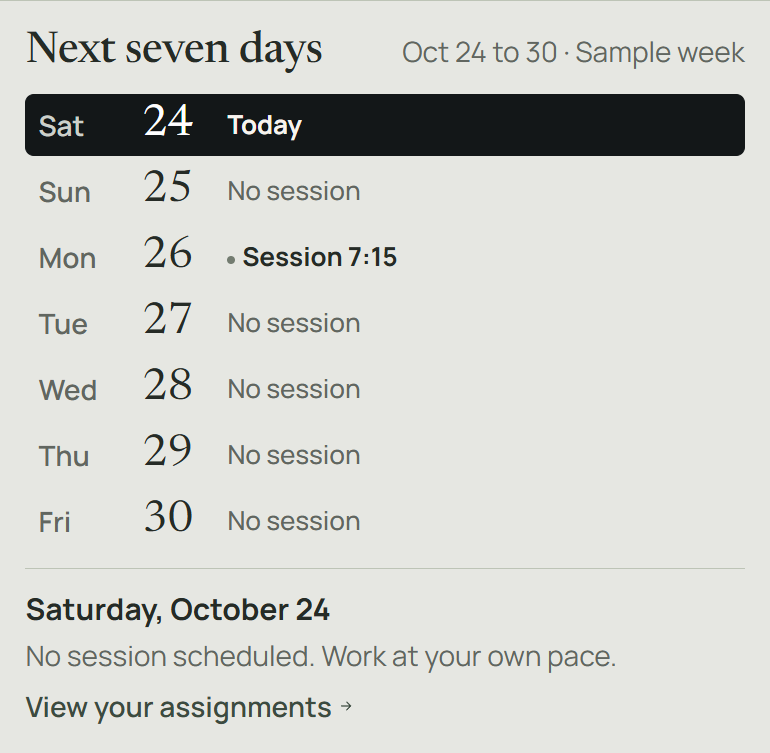 Next seven days Oct 24 to 30 · Sample week
Sat 24 Today
Sun 25 No session
Mon 26 • Session 7:15
Tue 27 No session
Wed 28 No session
Thu 29 No session
Fri 30 No session
Saturday, October 24
No session scheduled. Work at your own pace.
View your assignments →